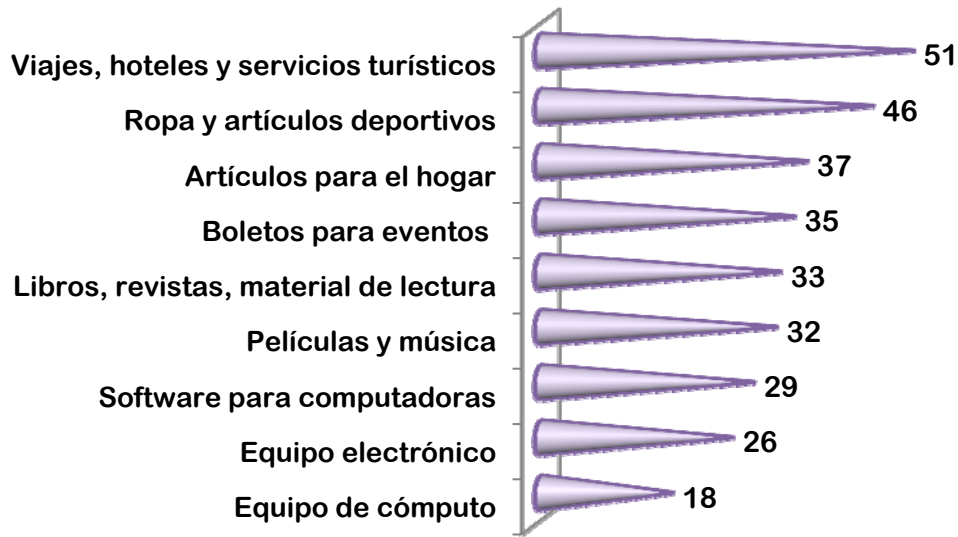 Viajes, hoteles y servicios turísticos 51
Ropa y artículos deportivos 46
Artículos para el hogar 37
Boletos para eventos 35
Libros, revistas, material de lectura 33
Películas y música 32
Software para computadoras 29
Equipo electrónico 26
Equipo de cómputo 18